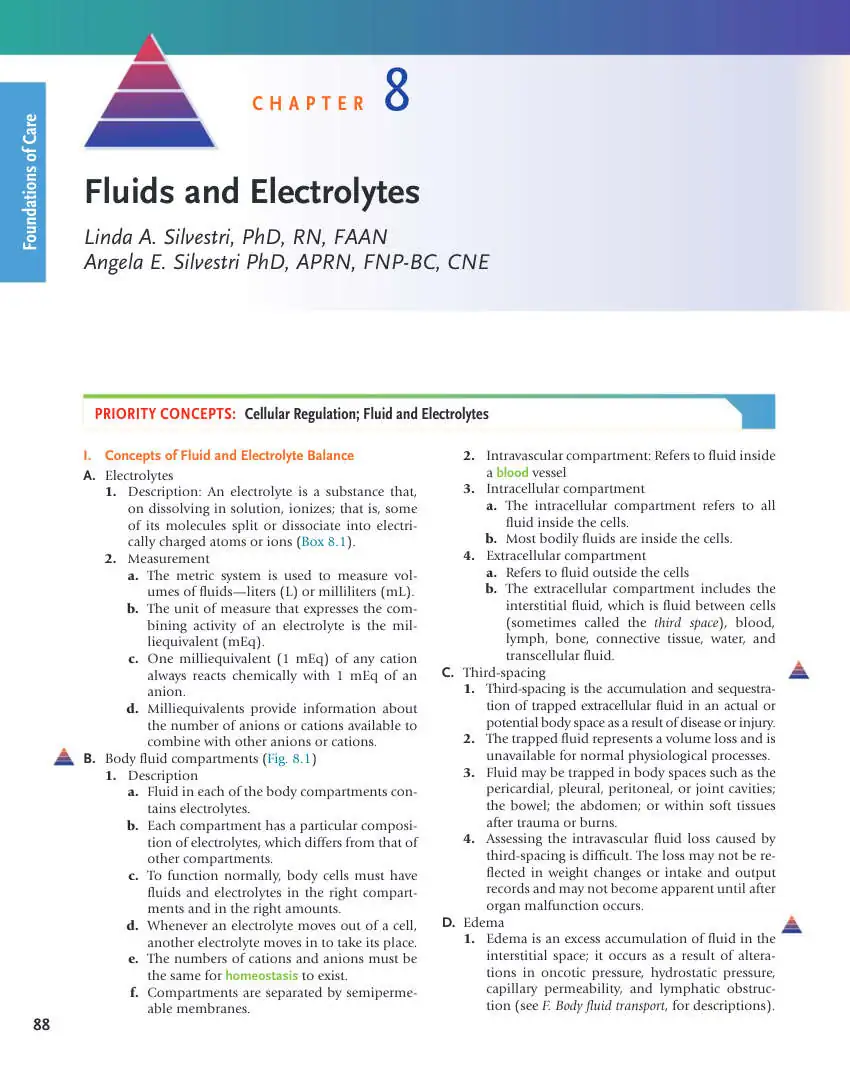 Foundations of Care
CHAPTER 8
Fluids and Electrolytes
Linda A. Silvestri, PhD, RN, FAAN
Angela E. Silvestri PhD, APRN, FNP-BC, CNE
PRIORITY CONCEPTS: Cellular Regulation; Fluid and Electrolytes
I. Concepts of Fluid and Electrolyte Balance
A. Electrolytes
1. Description: An electrolyte is a substance that,
on dissolving in solution, ionizes; that is, some
of its molecules split or dissociate into electri-
cally charged atoms or ions (Box 8.1).
2. Measurement
a. The metric system is used to measure vol-
umes of fluids—liters (L) or milliliters (mL).
b. The unit of measure that expresses the com-
bining activity of an electrolyte is the mil-
liequivalent (mEq).
c. One milliequivalent (1 mEq) of any cation
always reacts chemically with 1 mEq of an
anion.
d. Milliequivalents provide information about
the number of anions or cations available to
combine with other anions or cations.
B. Body fluid compartments (Fig. 8.1)
1. Description
a. Fluid in each of the body compartments con-
tains electrolytes.
b. Each compartment has a particular composi-
tion of electrolytes, which differs from that of
other compartments.
c. To function normally, body cells must have
fluids and electrolytes in the right compart-
ments and in the right amounts.
d. Whenever an electrolyte moves out of a cell,
another electrolyte moves in to take its place.
e. The numbers of cations and anions must be
the same for homeostasis to exist.
f. Compartments are separated by semiperme-
able membranes.
2. Intravascular compartment: Refers to fluid inside
a blood vessel
3. Intracellular compartment
a. The intracellular compartment refers to all
fluid inside the cells.
b. Most bodily fluids are inside the cells.
4. Extracellular compartment
a. Refers to fluid outside the cells
b. The extracellular compartment includes the
interstitial fluid, which is fluid between cells
(sometimes called the third space), blood,
lymph, bone, connective tissue, water, and
transcellular fluid.
C. Third-spacing
1. Third-spacing is the accumulation and sequestra-
tion of trapped extracellular fluid in an actual or
potential body space as a result of disease or injury.
2. The trapped fluid represents a volume loss and is
unavailable for normal physiological processes.
3. Fluid may be trapped in body spaces such as the
pericardial, pleural, peritoneal, or joint cavities;
the bowel; the abdomen; or within soft tissues
after trauma or burns.
4. Assessing the intravascular fluid loss caused by
third-spacing is difficult. The loss may not be re-
flected in weight changes or intake and output
records and may not become apparent until after
organ malfunction occurs.
D. Edema
1. Edema is an excess accumulation of fluid in the
interstitial space; it occurs as a result of altera-
tions in oncotic pressure, hydrostatic pressure,
capillary permeability, and lymphatic obstruc-
tion (see F. Body fluid transport, for descriptions).
88